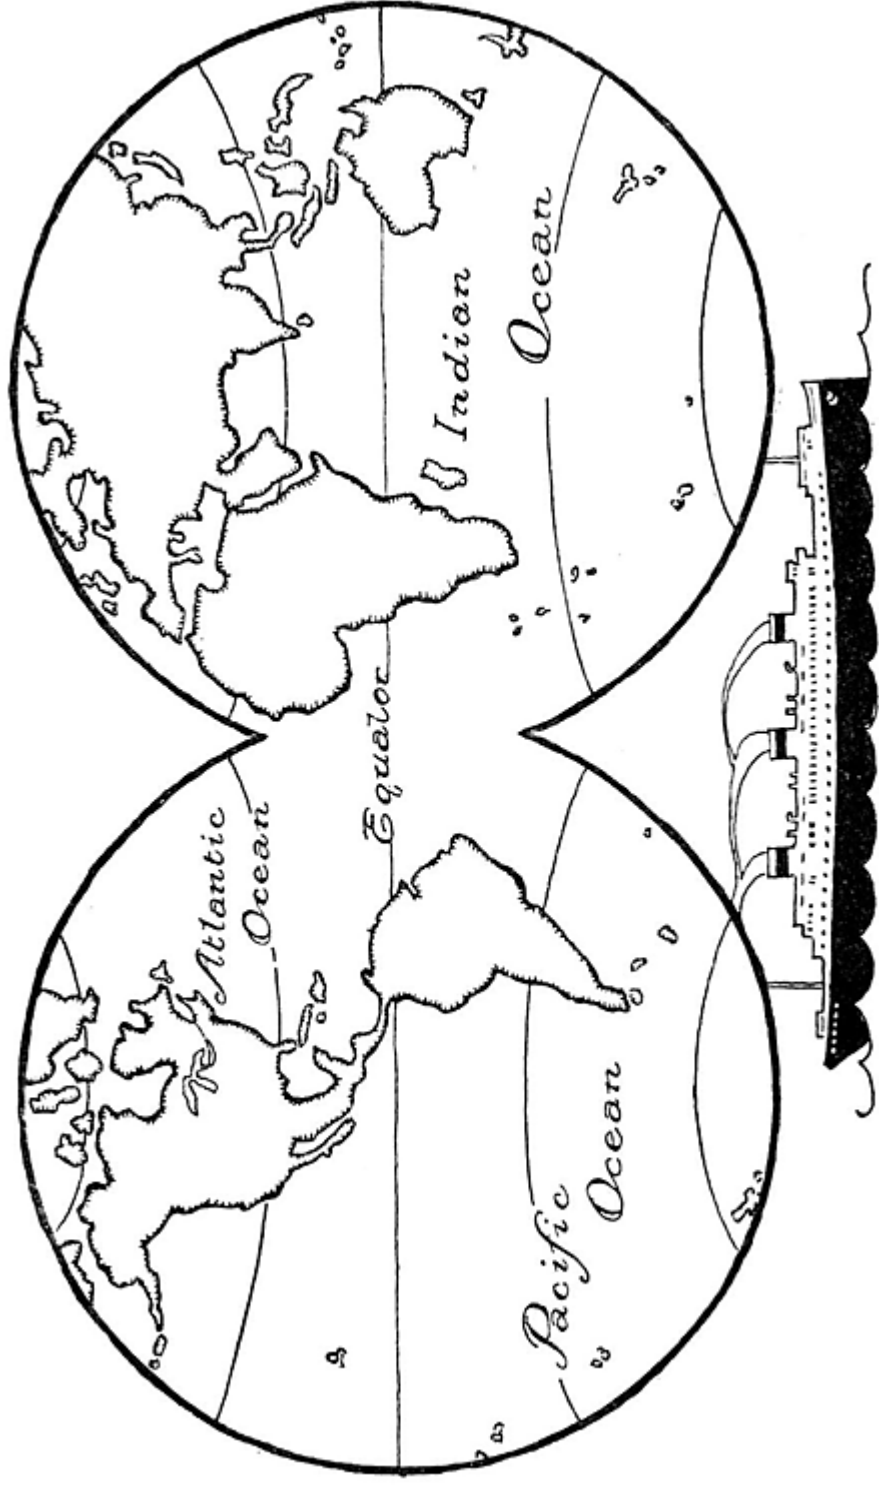 Atlantic
Ocean
Equator
Indian
Ocean
Pacific
Ocean